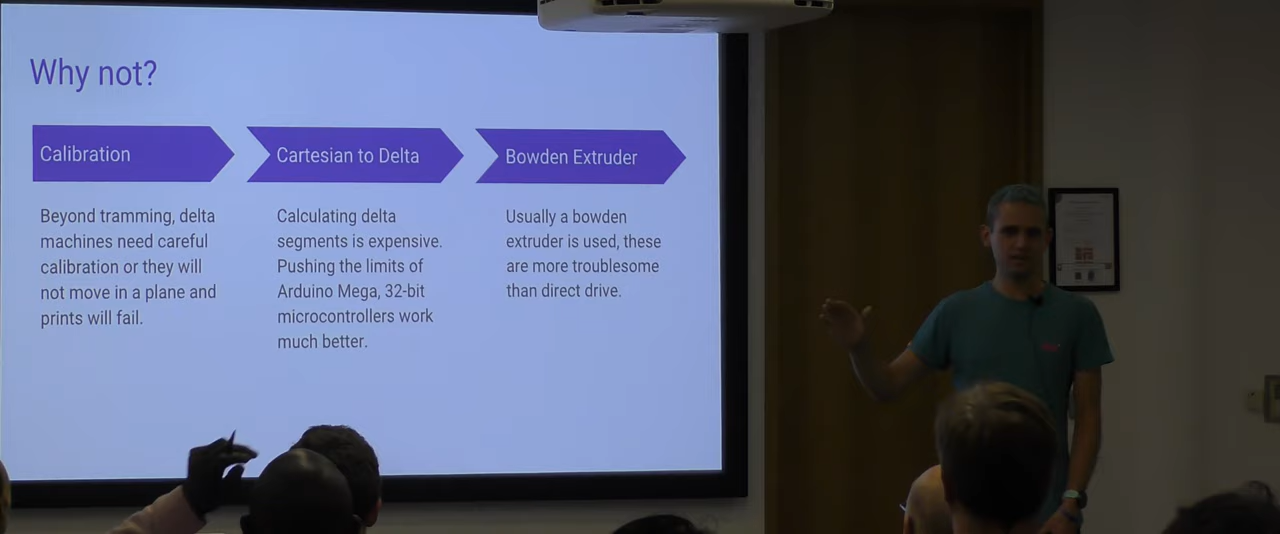 Why not?
Calibration
Beyond tramming, delta
machines need careful
calibration or they will
not move in a plane and
prints will fail.
Cartesian to Delta
Calculating delta
segments is expensive.
Pushing the limits of
Arduino Mega, 32-bit
microcontrollers work
much better.
Bowden Extruder
Usually a bowden
extruder is used, these
are more troublesome
than direct drive.